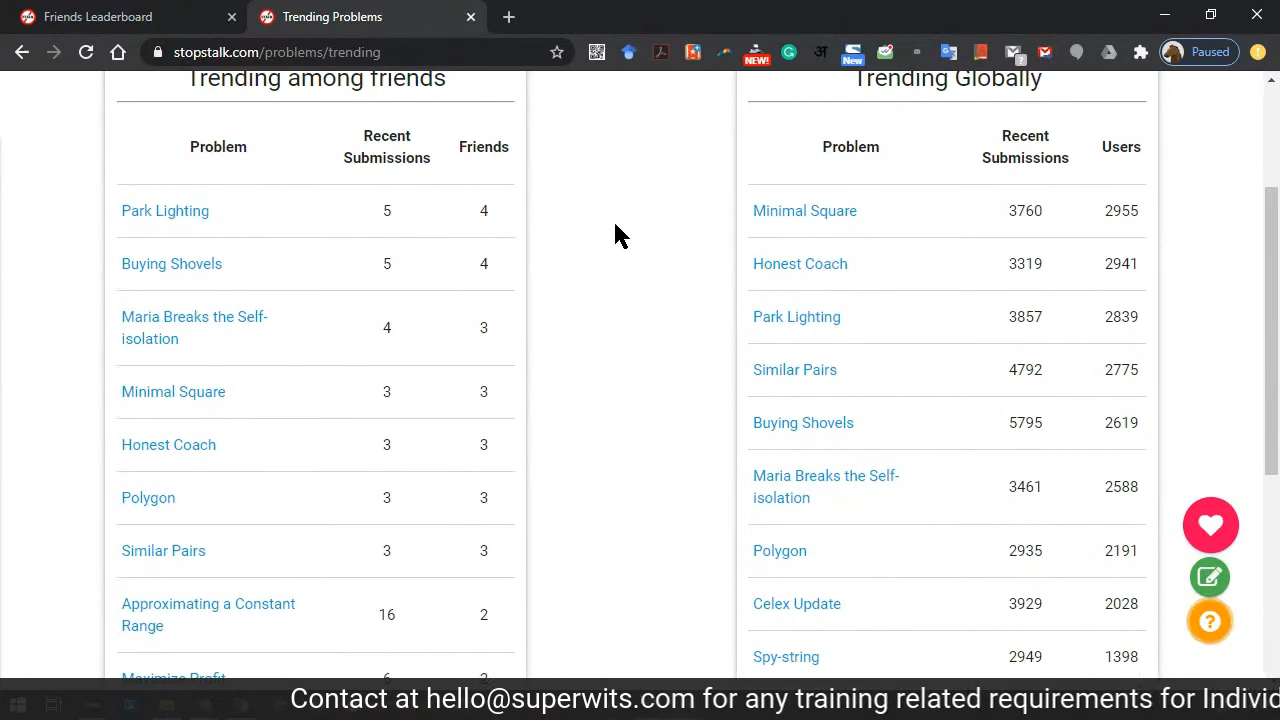 Friends Leaderboard
Trending Problems
stopstalk.com/problems/trending
NEW!
New
Paused
Trending among friends
Problem Recent Submissions Friends
Park Lighting 5 4
Buying Shovels 5 4
Maria Breaks the Self-
isolation 4 3
Minimal Square 3 3
Honest Coach 3 3
Polygon 3 3
Similar Pairs 3 3
Approximating a Constant
Range 16 2
Maximize Profit 6
Trending Globally
Problem Recent Submissions Users
Minimal Square 3760 2955
Honest Coach 3319 2941
Park Lighting 3857 2839
Similar Pairs 4792 2775
Buying Shovels 5795 2619
Maria Breaks the Self-
isolation 3461 2588
Polygon 2935 2191
Celex Update 3929 2028
Spy-string 2949 1398
Contact at hello@superwits.com for any training related requirements for Individ